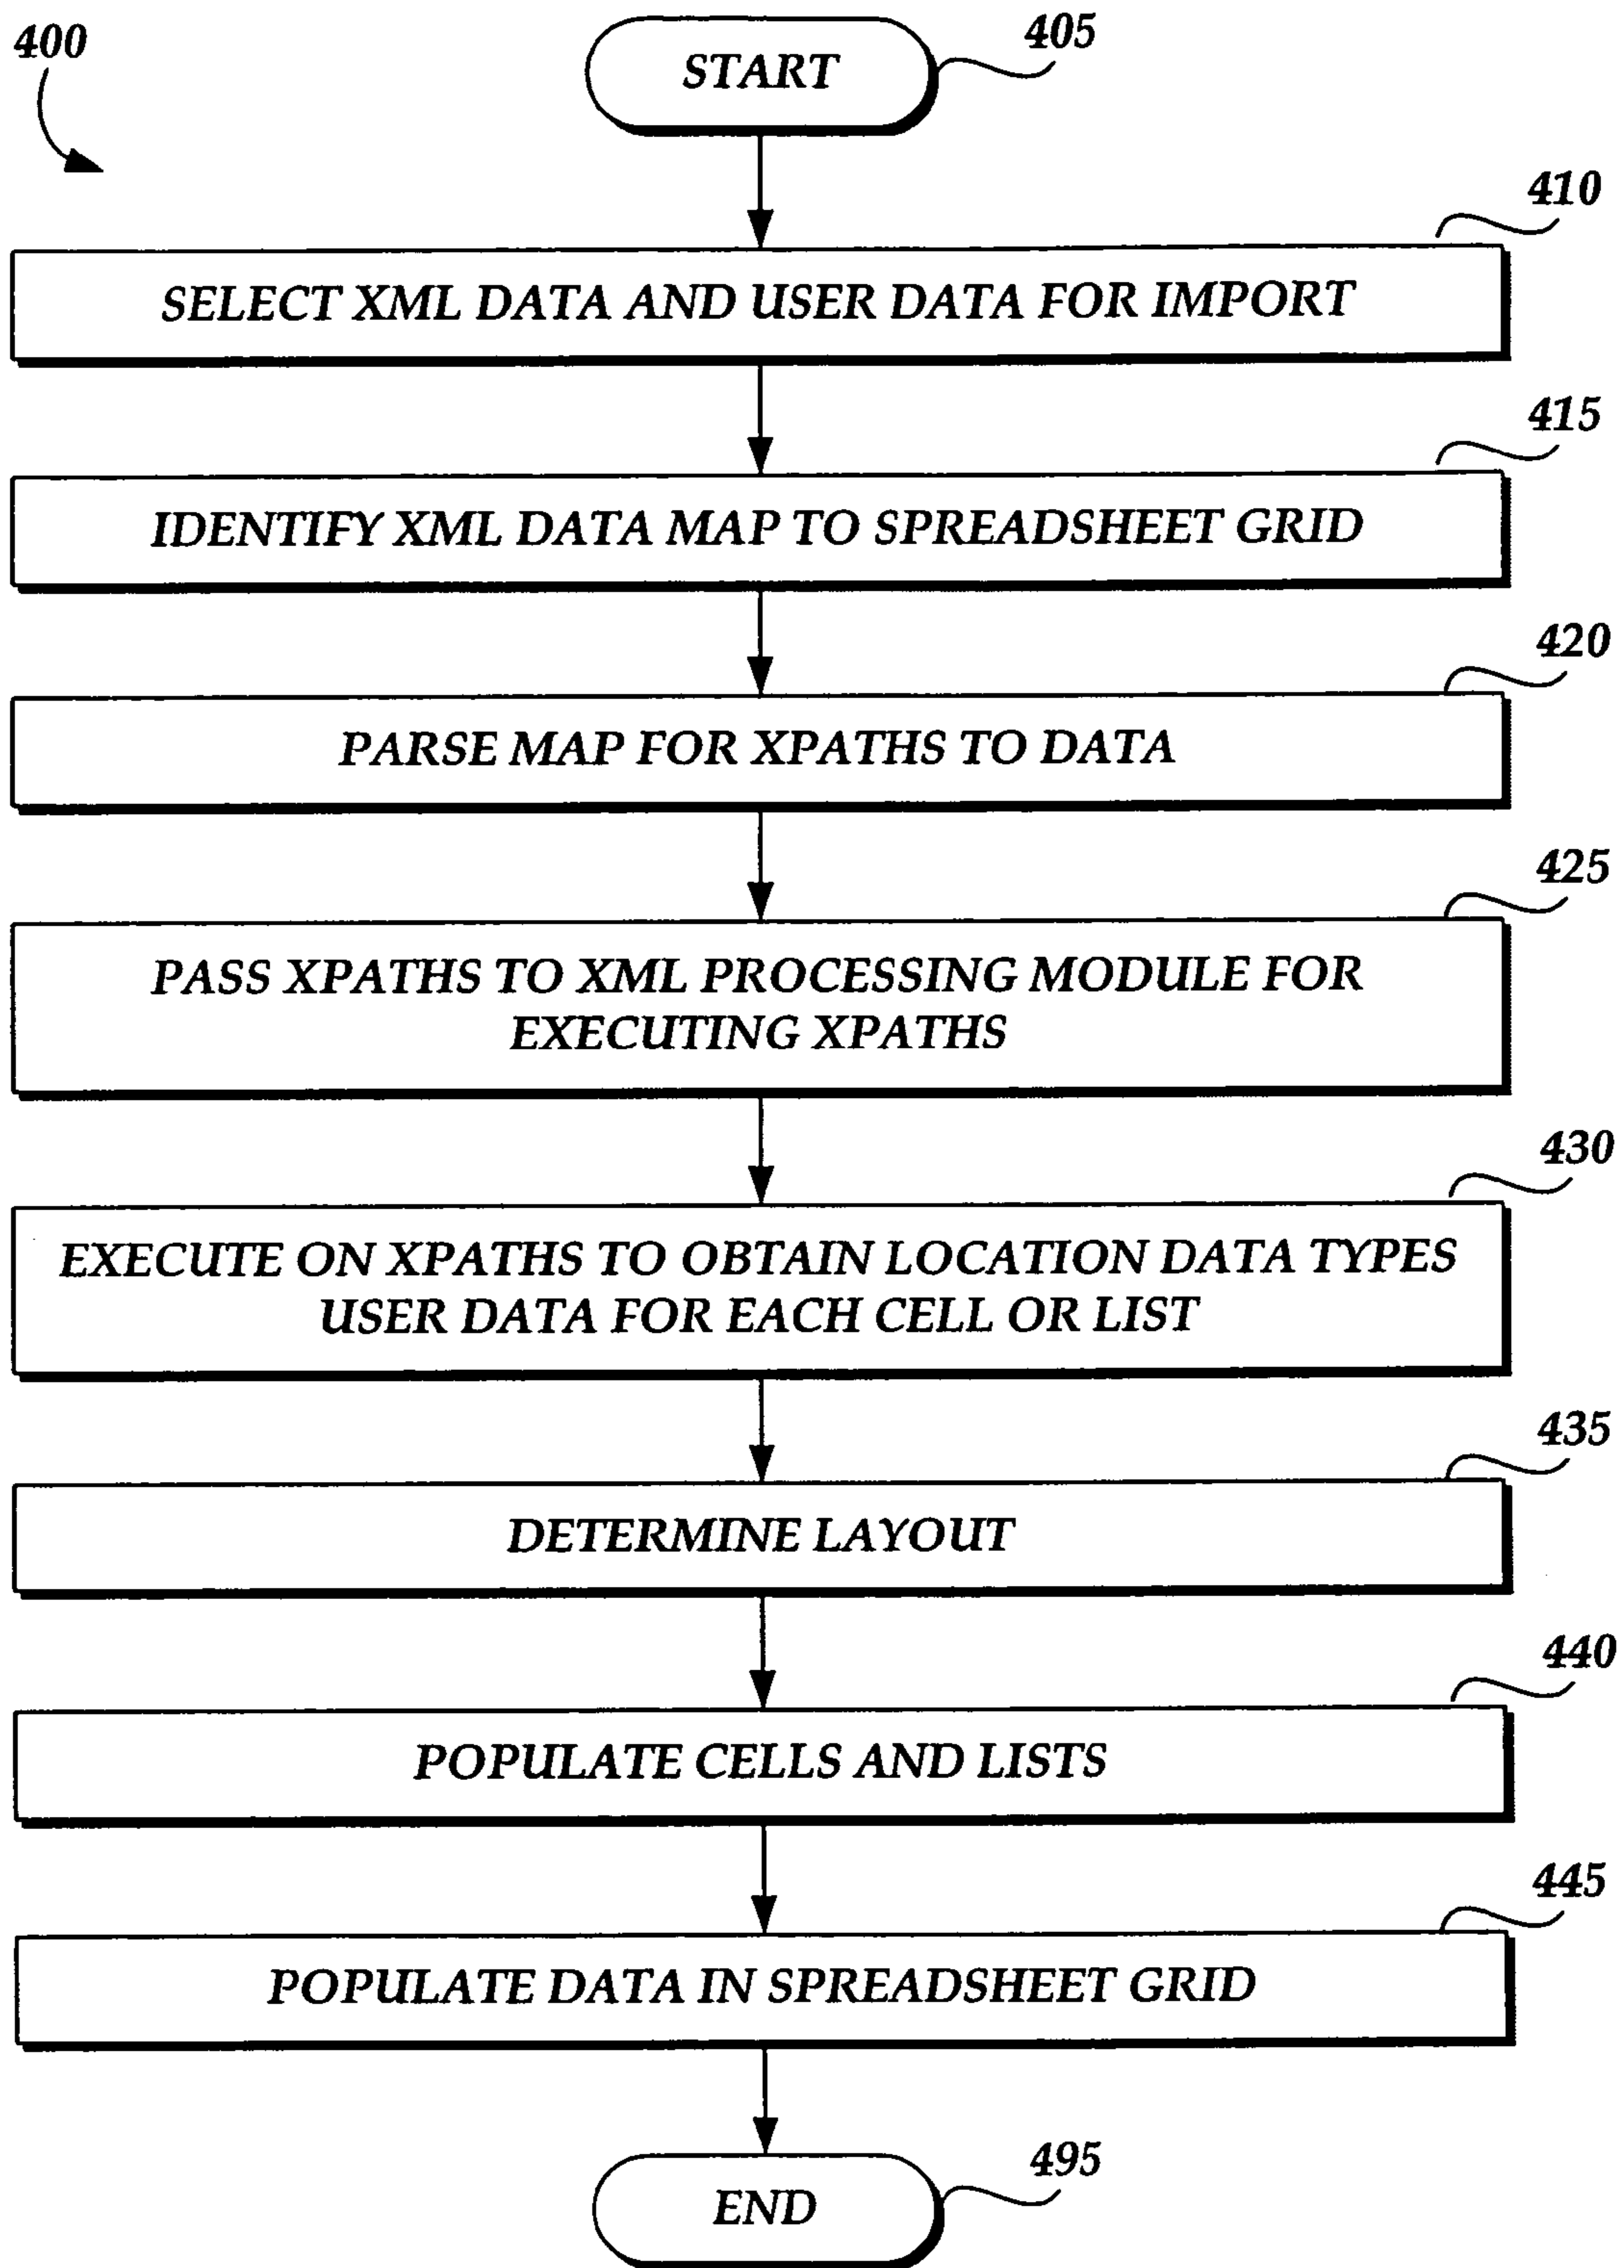 400
START
405
410
SELECT XML DATA AND USER DATA FOR IMPORT
415
IDENTIFY XML DATA MAP TO SPREADSHEET GRID
420
PARSE MAP FOR XPATHS TO DATA
425
PASS XPATHS TO XML PROCESSING MODULE FOR
EXECUTING XPATHS
430
EXECUTE ON XPATHS TO OBTAIN LOCATION DATA TYPES
USER DATA FOR EACH CELL OR LIST
435
DETERMINE LAYOUT
440
POPULATE CELLS AND LISTS
445
POPULATE DATA IN SPREADSHEET GRID
END
495